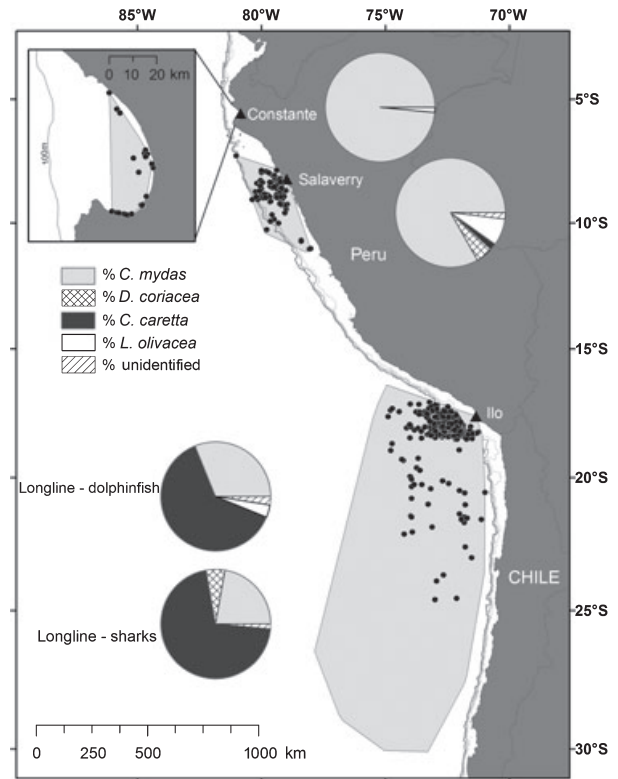 85°W 80°W 75°W 70°W
0 10 20 km
100m
Constante
5°S
Salaverry
10°S
Peru
% C. mydas
% D. coriacea
% C. caretta
% L. olivacea
% unidentified
15°S
Ilo
20°S
Longline - dolphinfish
CHILE
25°S
Longline - sharks
0 250 500 1000 km
30°S